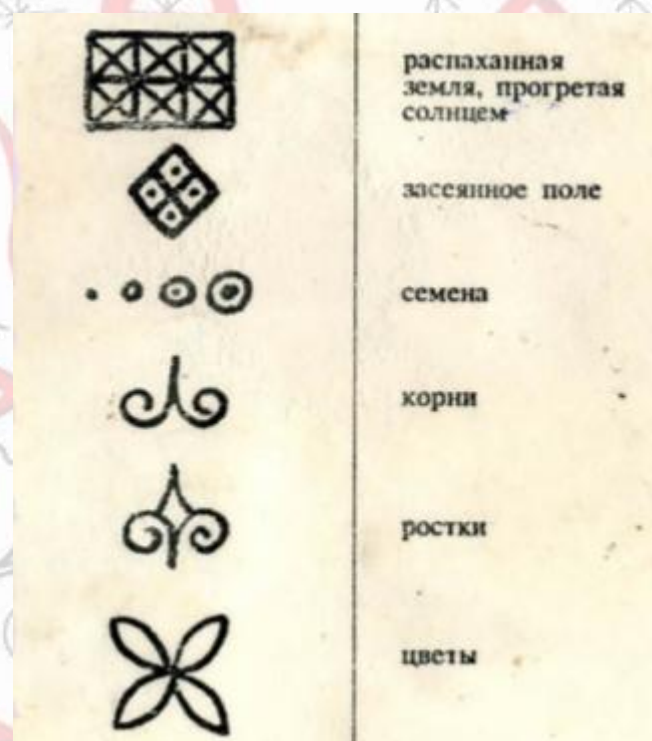 распаханная
земля, прогретая
солнцем
засеянное поле
семена
корни
ростки
цветы